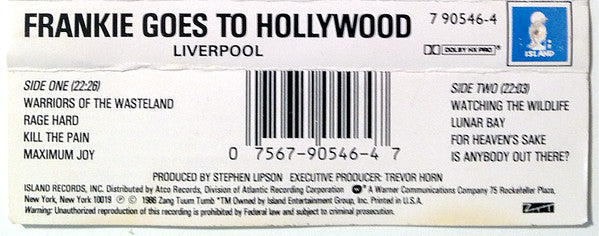 FRANKIE GOES TO HOLLYWOOD
7 90546-4
LIVERPOOL
DOLBY HX PRO
ISLAND
SIDE ONE (22:26)
WARRIORS OF THE WASTELAND
RAGE HARD
KILL THE PAIN
MAXIMUM JOY
SIDE TWO (22:03)
WATCHING THE WILDLIFE
LUNAR BAY
FOR HEAVEN'S SAKE
IS ANYBODY OUT THERE?
0 7567-90546-4 7
PRODUCED BY STEPHEN LIPSON EXECUTIVE PRODUCER: TREVOR HORN
ISLAND RECORDS, INC. Distributed by Atco Records, Division of Atlantic Recording Corporation A Warner Communications Company 75 Rockefeller Plaza,
New York, New York 10019 ℗ © 1986 Zang Tuum Tumb *TM Owned by Island Entertainment Group, Inc. Printed in U.S.A.
Warning: Unauthorized reproduction of this recording is prohibited by Federal law and subject to criminal prosecution.
ZTT